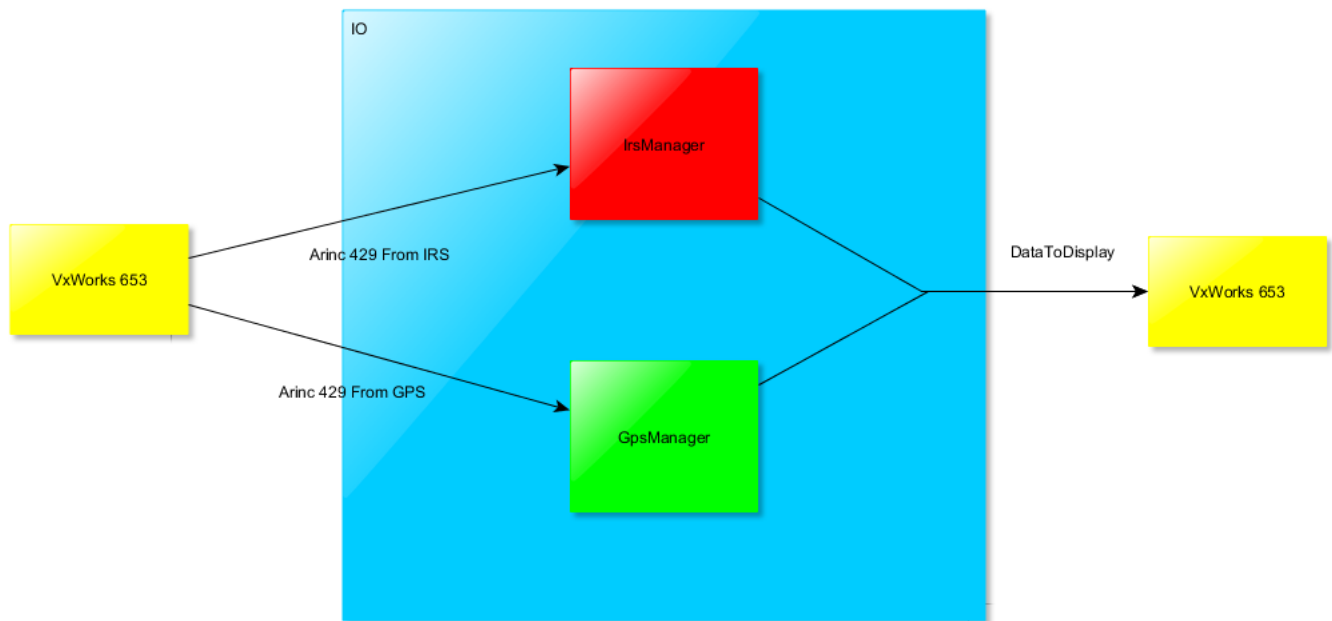 IO
IrsManager
Arinc 429 From IRS
DataToDisplay
VxWorks 653
VxWorks 653
Arinc 429 From GPS
GpsManager